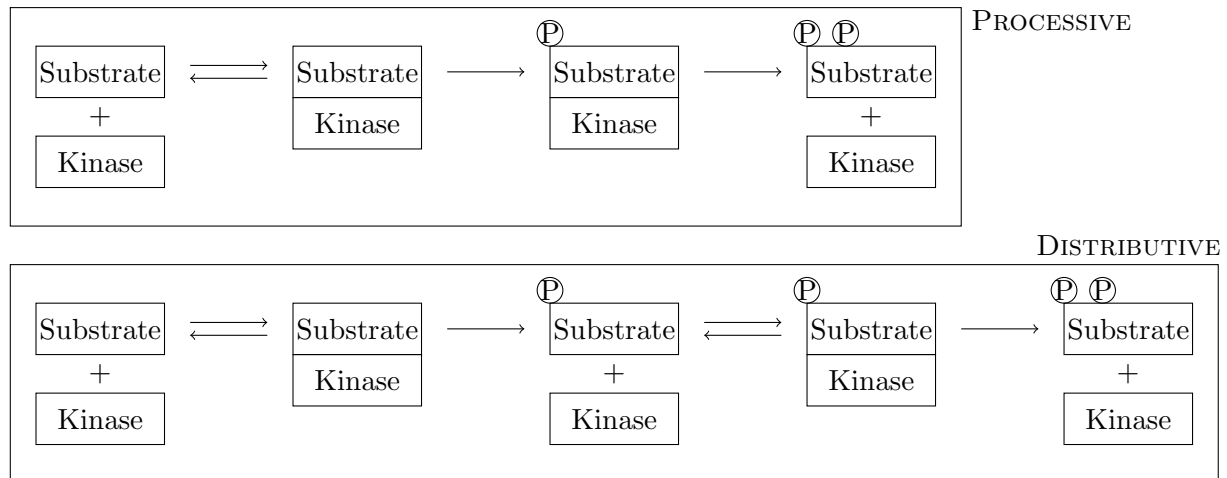 PROCESSIVE
Ⓟ Ⓟ Ⓟ
Substrate Substrate Substrate Substrate
+ Kinase Kinase +
Kinase Kinase
DISTRIBUTIVE
Ⓟ Ⓟ Ⓟ Ⓟ
Substrate Substrate Substrate Substrate Substrate
+ Kinase + Kinase +
Kinase Kinase Kinase